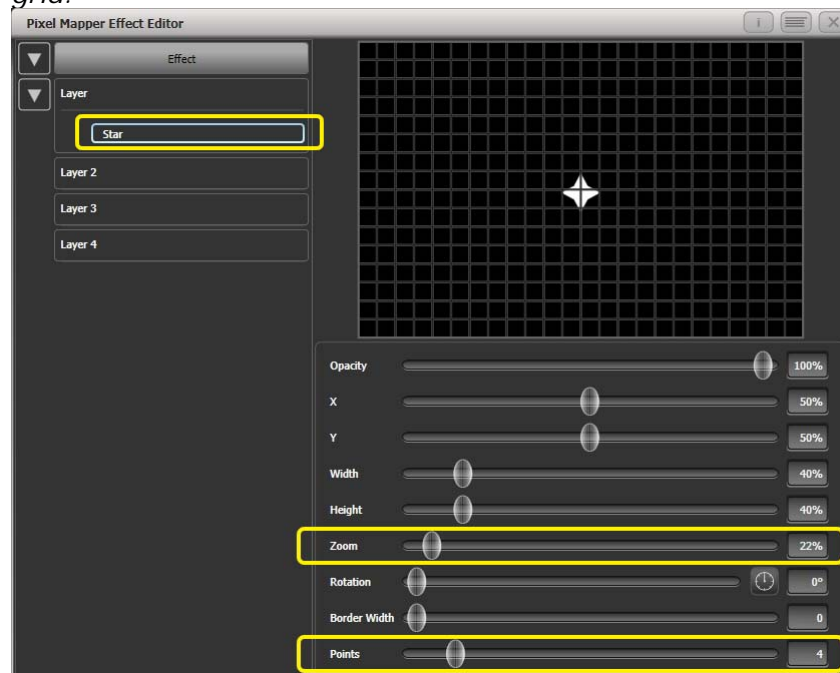 grid.
Pixel Mapper Effect Editor
i
Effect
Layer
Star
Layer 2
Layer 3
Layer 4
Opacity 100%
X 50%
Y 50%
Width 40%
Height 40%
Zoom 22%
Rotation 0°
Border Width 0
Points 4